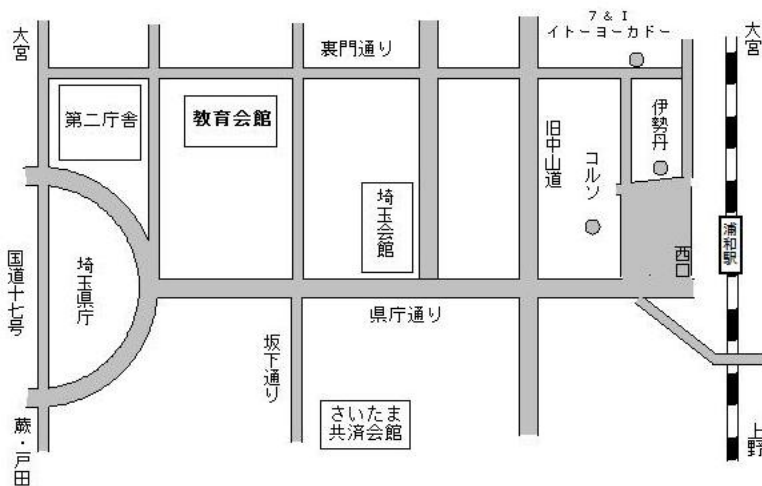 大宮
7 & I
イトーヨーカドー
大宮
裏門通り
第二庁舎
教育会館
旧中山道
コルソ
伊勢丹
埼玉会館
西口
浦和駅
国道十七号
埼玉県庁
県庁通り
坂下通り
さいたま
共済会館
蕨・戸田
上野